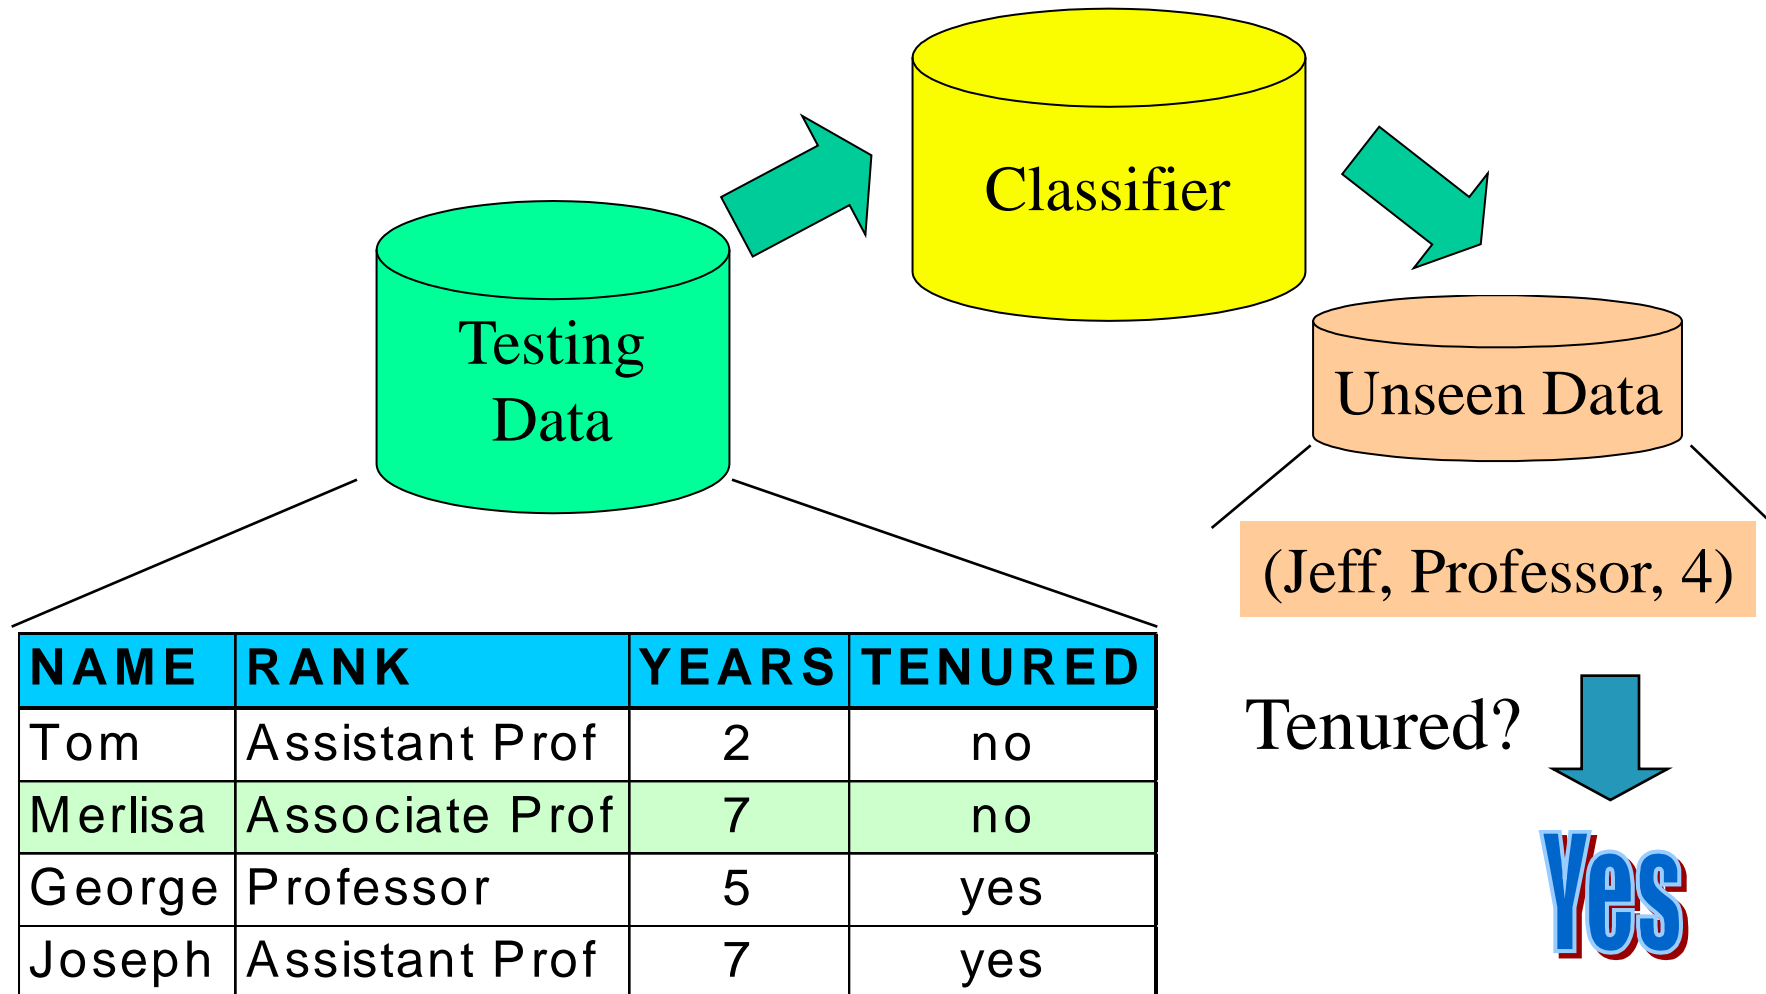 Classifier
Testing
Data
Unseen Data
(Jeff, Professor, 4)
NAME RANK YEARS TENURED
Tom Assistant Prof 2 no
Merlisa Associate Prof 7 no
George Professor 5 yes
Joseph Assistant Prof 7 yes
Tenured?
Yes